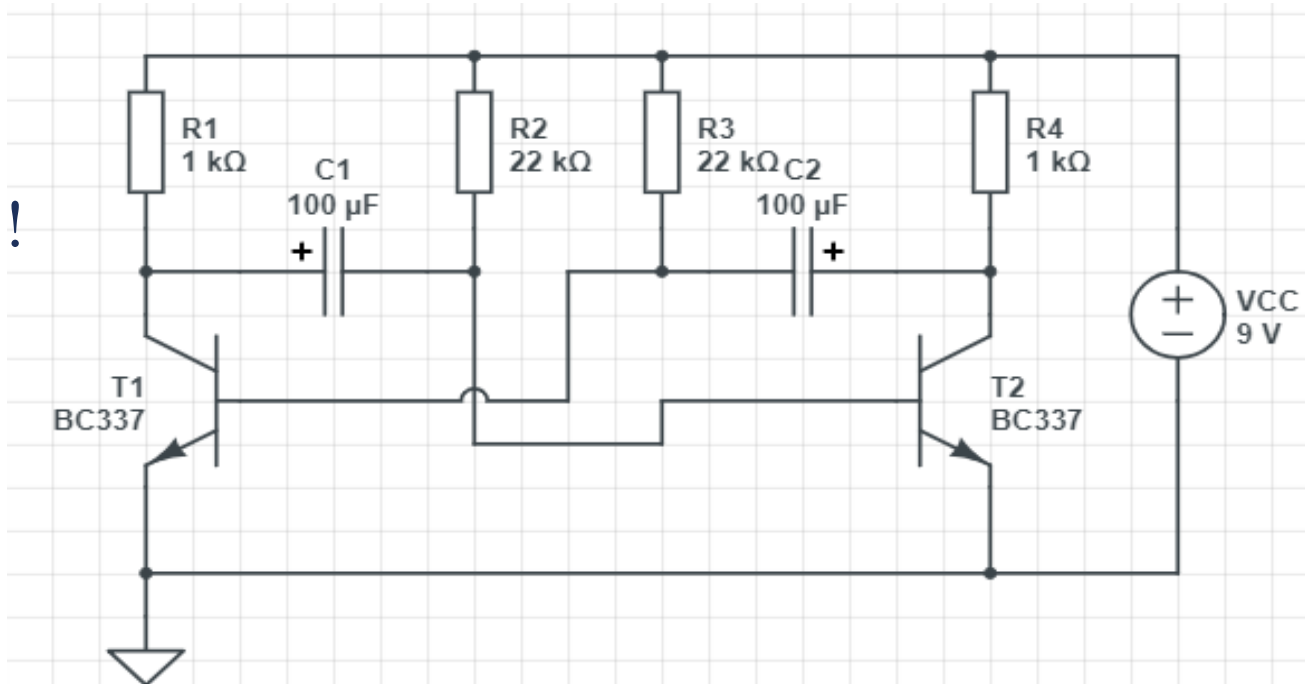 R1
1 kΩ
R2
22 kΩ
R3
22 kΩ
R4
1 kΩ
C1
100 µF
C2
100 µF
!
+
+
+
−
VCC
9 V
T1
BC337
T2
BC337